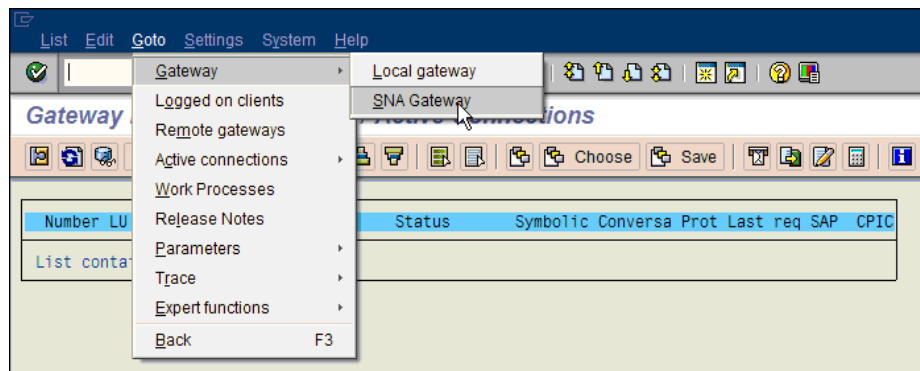 List Edit Goto Settings System Help
Gateway
Local gateway
Logged on clients
SNA Gateway
Gateway Active Connections
Remote gateways
Active connections
Choose Save
Work Processes
Release Notes
Number LU Status Symbolic Conversa Prot Last req SAP CPIC
Parameters
List contai
Trace
Expert functions
Back F3